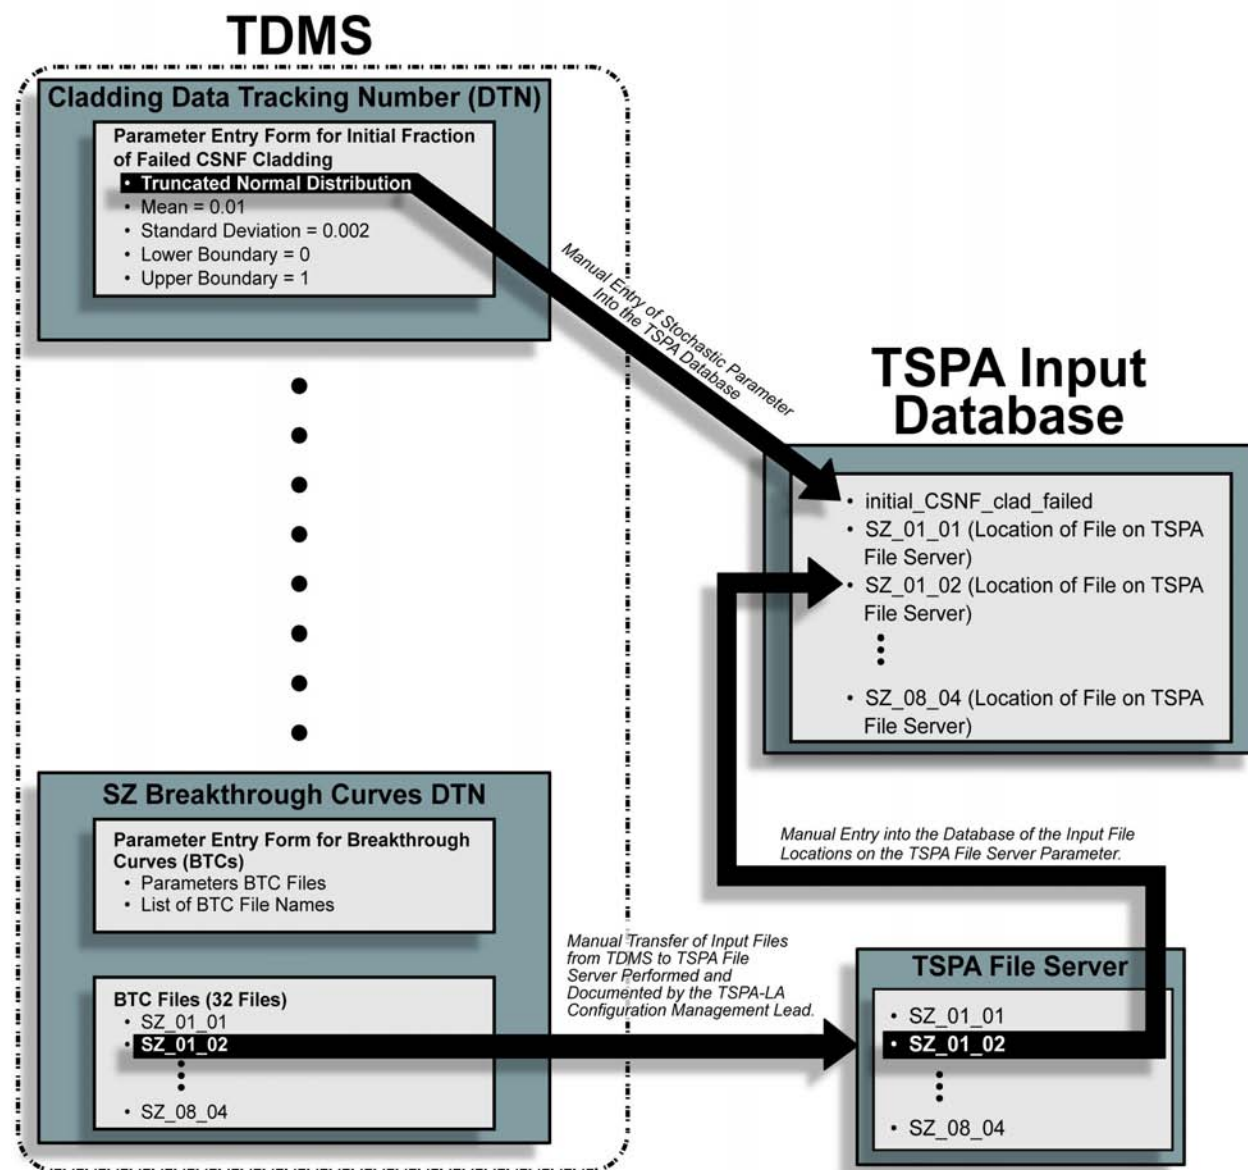 TDMS
Cladding Data Tracking Number (DTN)
Parameter Entry Form for Initial Fraction
of Failed CSNF Cladding
• Truncated Normal Distribution
• Mean = 0.01
• Standard Deviation = 0.002
• Lower Boundary = 0
• Upper Boundary = 1
Manual Entry of Stochastic Parameter
Into the TSPA Database
TSPA Input
Database
• initial_CSNF_clad_failed
• SZ_01_01 (Location of File on TSPA
File Server)
• SZ_01_02 (Location of File on TSPA
File Server)
• SZ_08_04 (Location of File on TSPA
File Server)
SZ Breakthrough Curves DTN
Parameter Entry Form for Breakthrough
Curves (BTCs)
• Parameters BTC Files
• List of BTC File Names
BTC Files (32 Files)
• SZ_01_01
• SZ_01_02
• SZ_08_04
Manual Transfer of Input Files
from TDMS to TSPA File
Server Performed and
Documented by the TSPA-LA
Configuration Management Lead.
Manual Entry into the Database of the Input File
Locations on the TSPA File Server Parameter.
TSPA File Server
• SZ_01_01
• SZ_01_02
• SZ_08_04